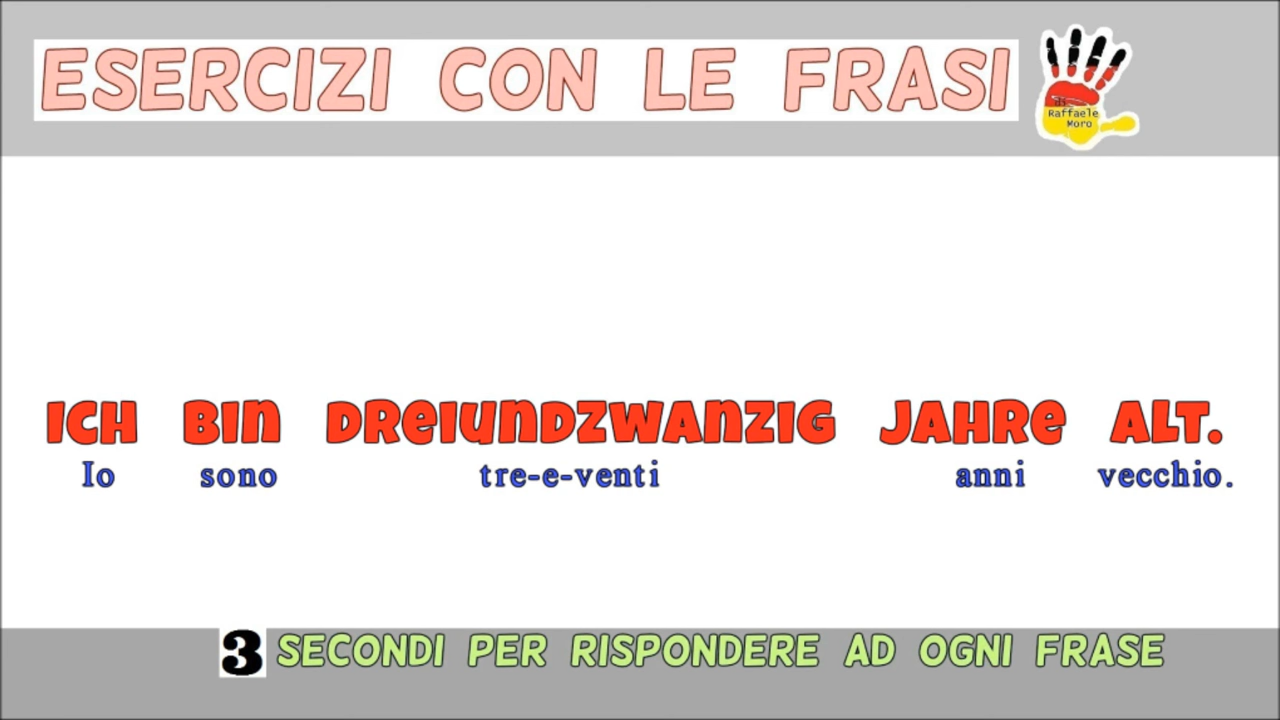 ESERCIZI CON LE FRASI
di
Raffaele
Moro
ICH BIN DREIUNDZWANZIG JAHRE ALT.
Io sono tre-e-venti anni vecchio.
3 SECONDI PER RISPONDERE AD OGNI FRASE